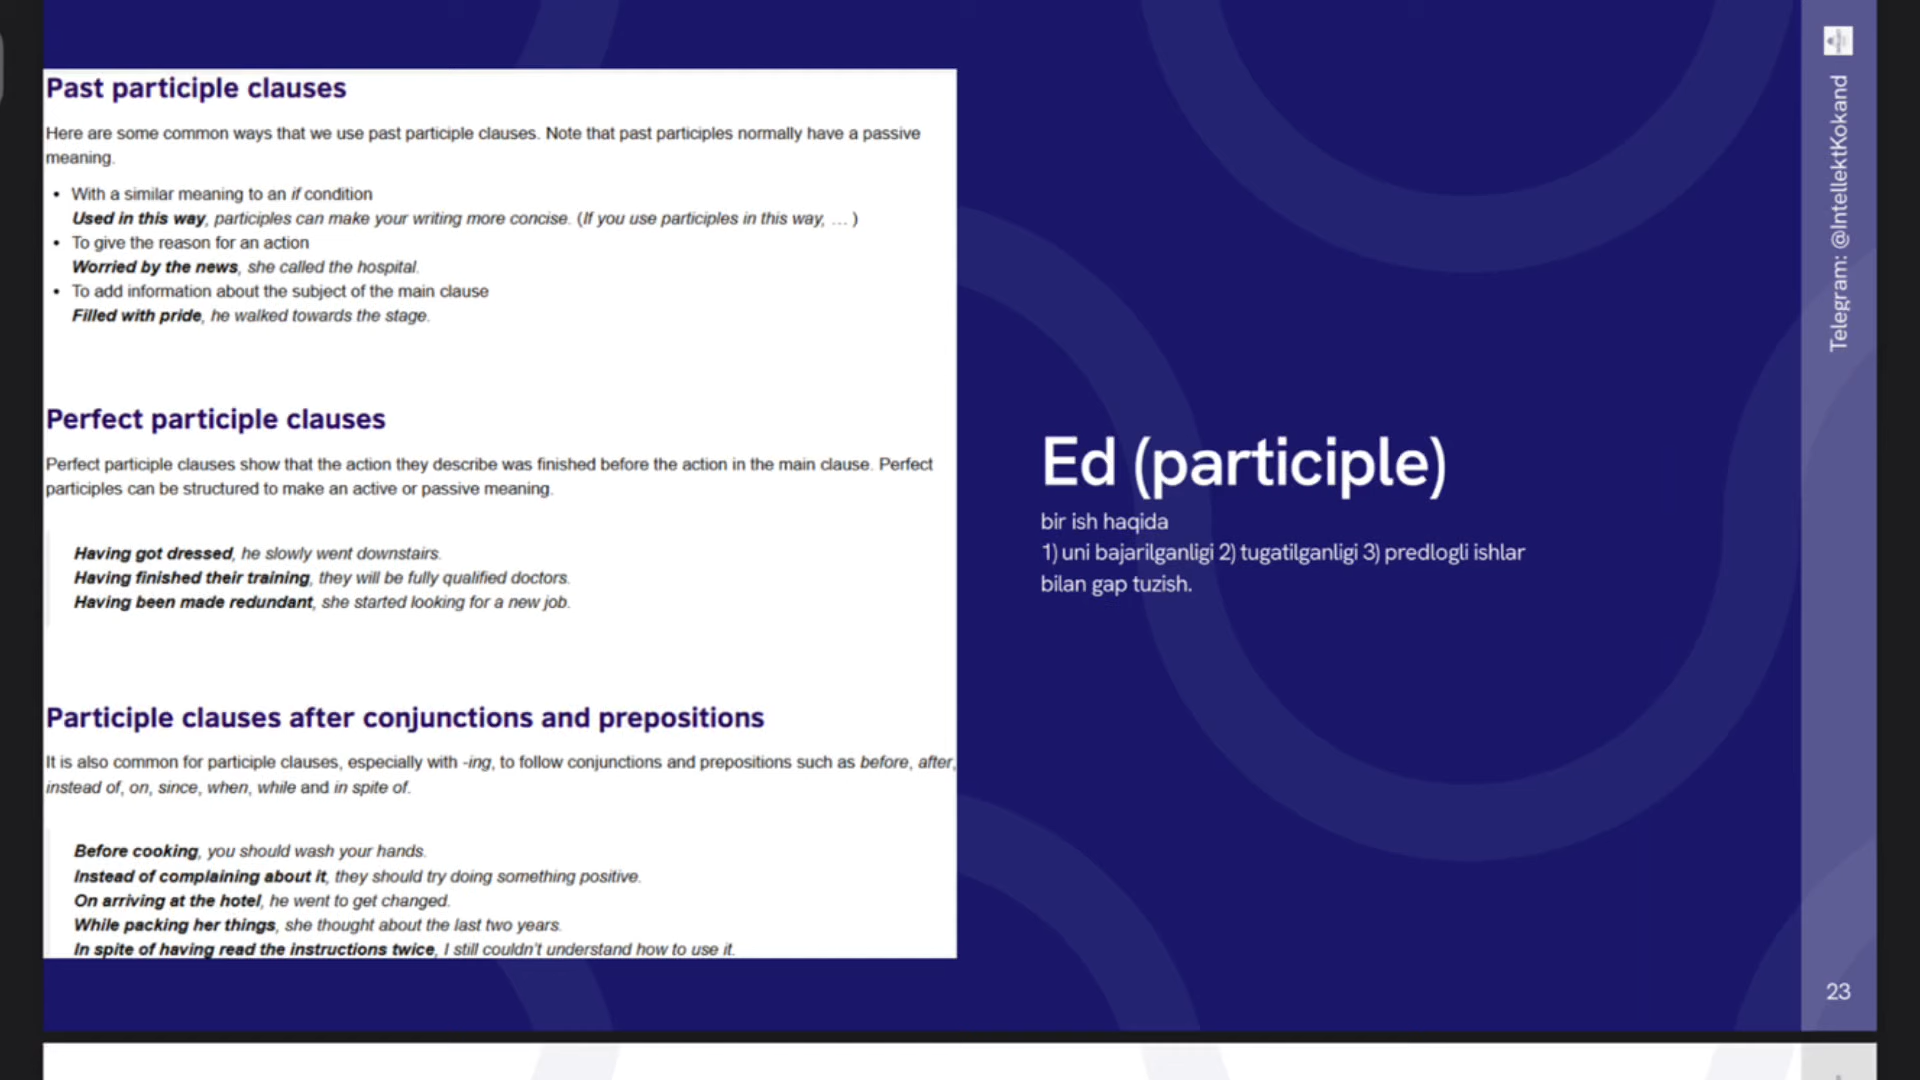 Past participle clauses
Here are some common ways that we use past participle clauses. Note that past participles normally have a passive
meaning.
• With a similar meaning to an if condition
Used in this way, participles can make your writing more concise. (If you use participles in this way, … )
• To give the reason for an action
Worried by the news, she called the hospital.
• To add information about the subject of the main clause
Filled with pride, he walked towards the stage.
Perfect participle clauses
Perfect participle clauses show that the action they describe was finished before the action in the main clause. Perfect
participles can be structured to make an active or passive meaning.
Having got dressed, he slowly went downstairs.
Having finished their training, they will be fully qualified doctors.
Having been made redundant, she started looking for a new job.
Participle clauses after conjunctions and prepositions
It is also common for participle clauses, especially with -ing, to follow conjunctions and prepositions such as before, after,
instead of, on, since, when, while and in spite of.
Before cooking, you should wash your hands.
Instead of complaining about it, they should try doing something positive.
On arriving at the hotel, he went to get changed.
While packing her things, she thought about the last two years.
In spite of having read the instructions twice, I still couldn't understand how to use it.
Ed (participle)
bir ish haqida
1) uni bajarilganligi 2) tugatilganligi 3) predlogli ishlar
bilan gap tuzish.
Telegram: @IntellektKokand
23